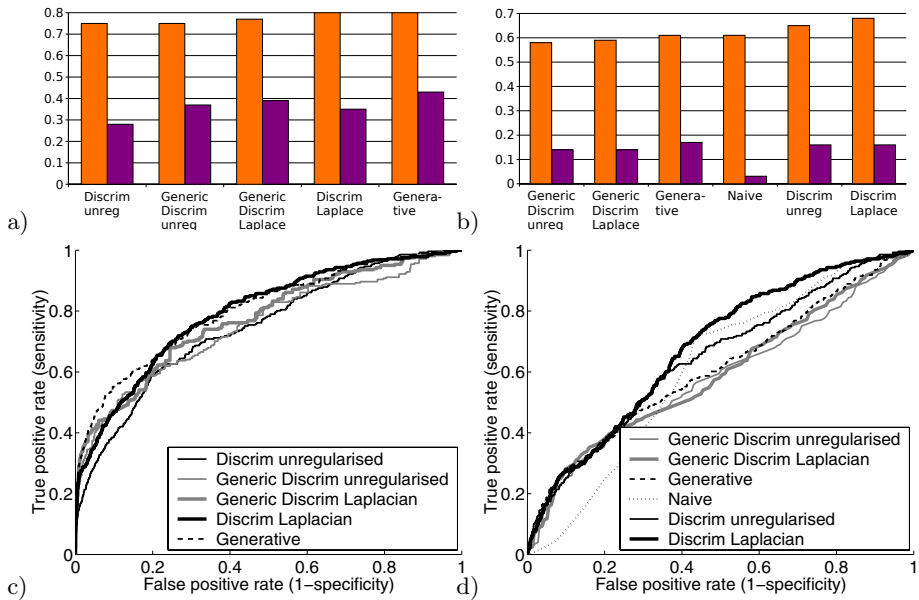 0.8
0.7
0.6
0.5
0.4
0.3
0.2
0.1
0
Discrim unreg
Generic Discrim unreg
Generic Discrim Laplace
Discrim Laplace
Genera-tive
a)
0.7
0.6
0.5
0.4
0.3
0.2
0.1
0
Generic Discrim unreg
Generic Discrim Laplace
Genera-tive
Naive
Discrim unreg
Discrim Laplace
b)
True positive rate (sensitivity)
1
0.8
0.6
0.4
0.2
0
Discrim unregularised
Generic Discrim unregularised
Generic Discrim Laplacian
Discrim Laplacian
Generative
0 0.2 0.4 0.6 0.8 1
False positive rate (1−specificity)
c)
True positive rate (sensitivity)
1
0.8
0.6
0.4
0.2
0
Generic Discrim unregularised
Generic Discrim Laplacian
Generative
Naive
Discrim unregularised
Discrim Laplacian
0 0.2 0.4 0.6 0.8 1
False positive rate (1−specificity)
d)